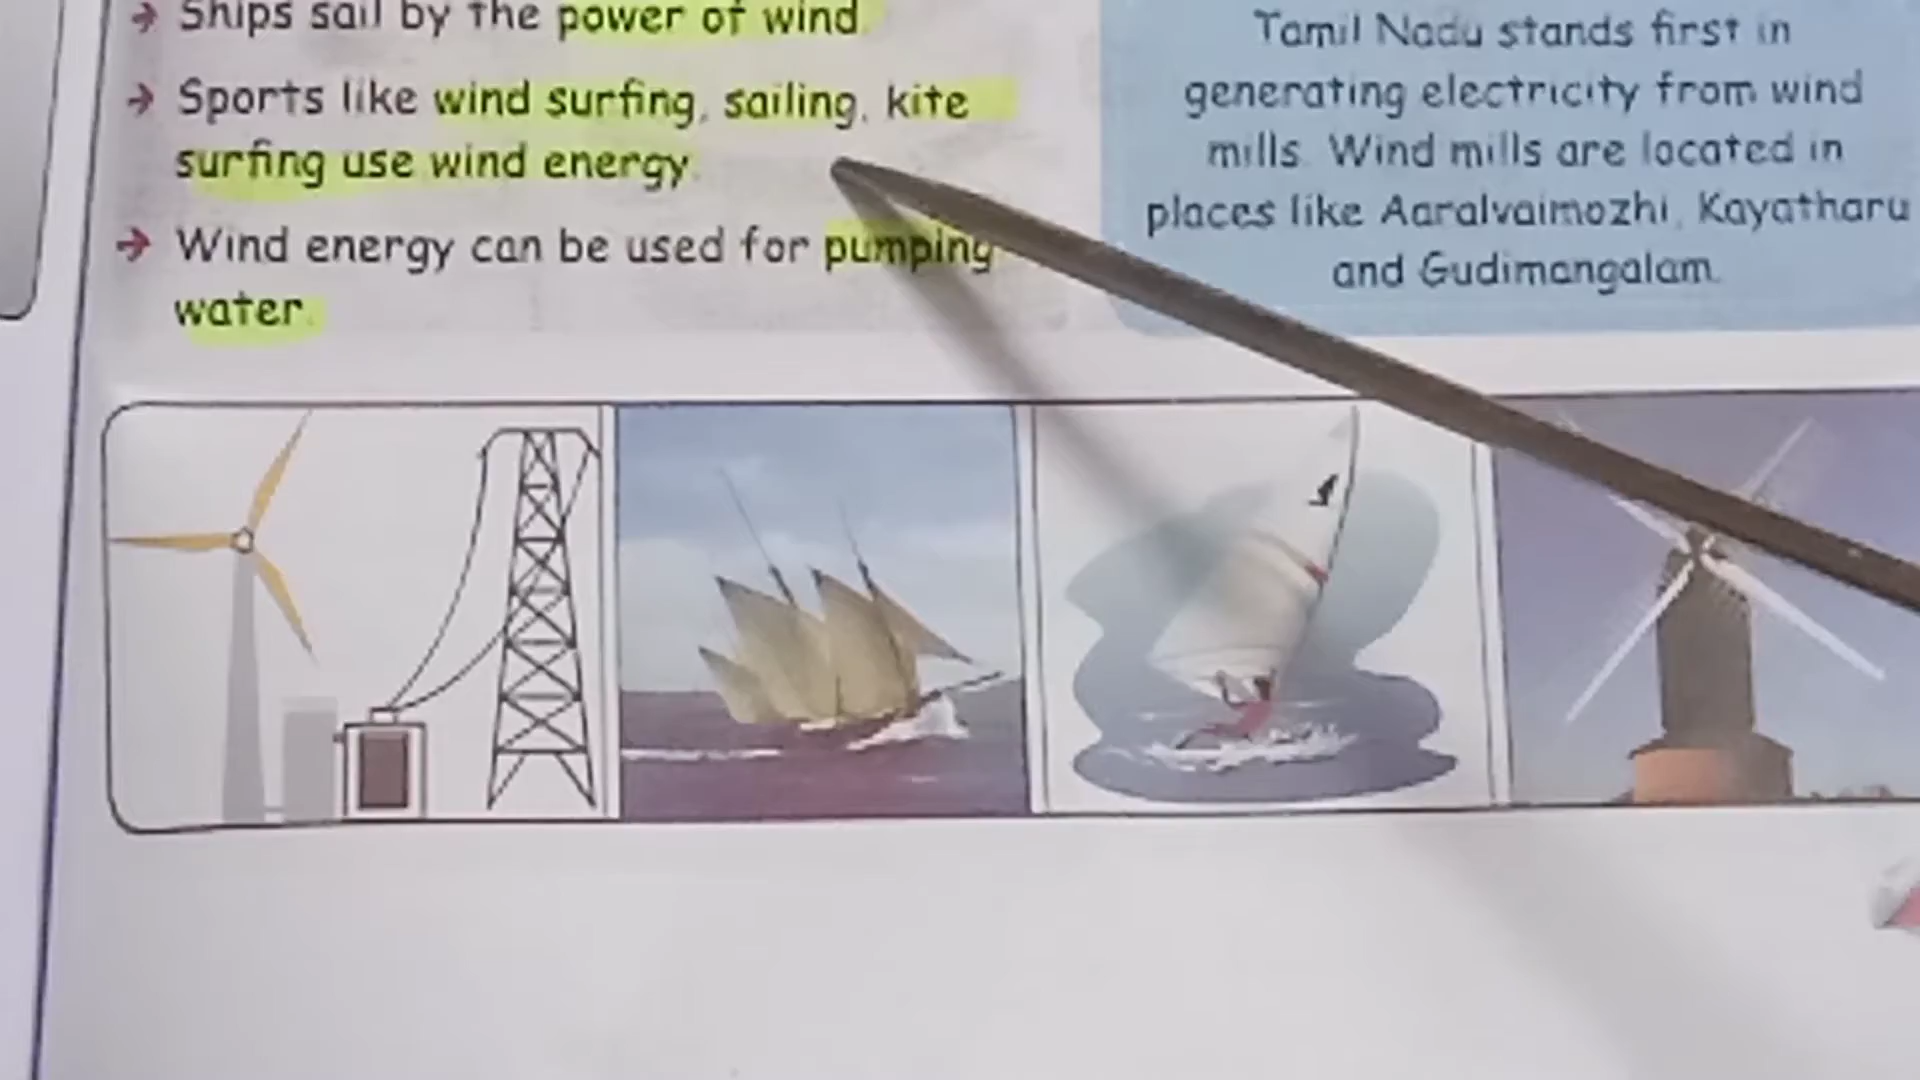 Ships sail by the power of wind.
Sports like wind surfing, sailing, kite
surfing use wind energy.
Wind energy can be used for pumping
water.
Tamil Nadu stands first in
generating electricity from wind
mills. Wind mills are located in
places like Aaralvaimozhi, Kayatharu
and Gudimangalam.